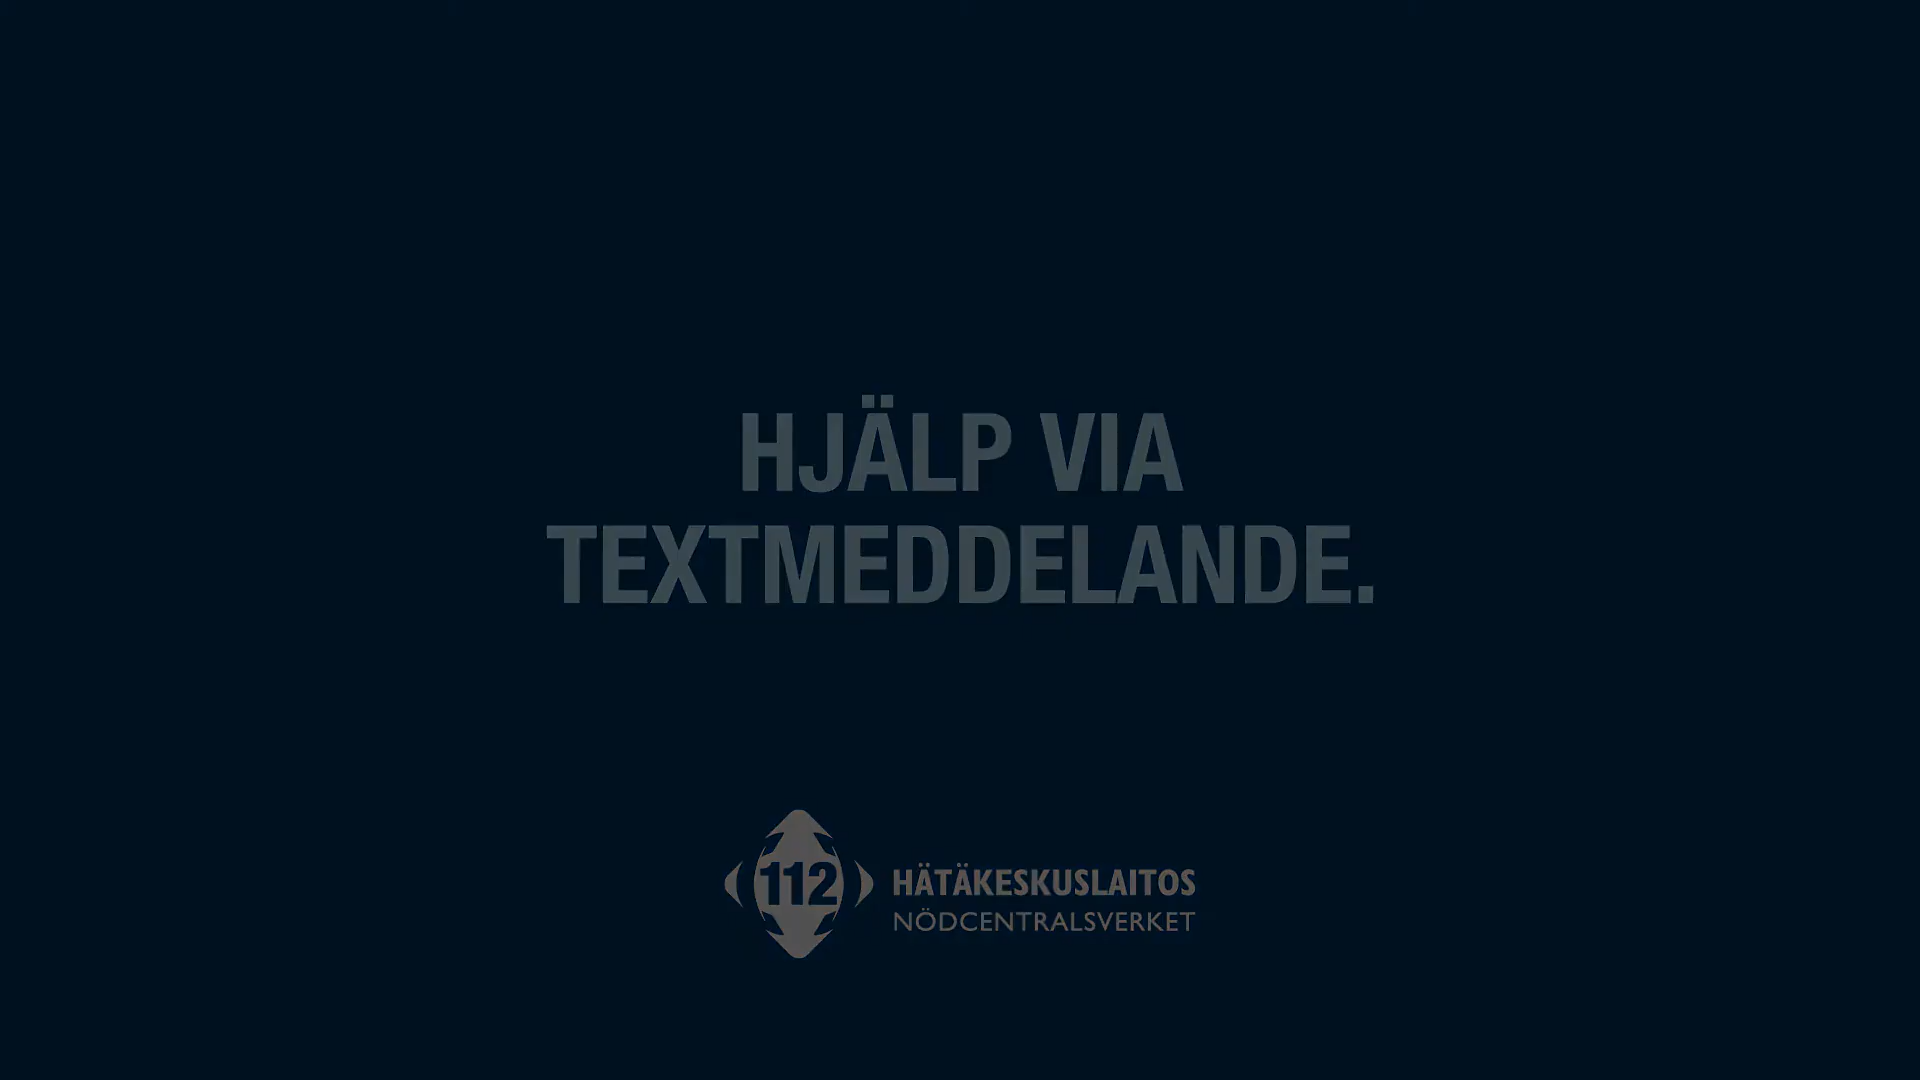 HJÄLP VIA
TEXTMEDDELANDE.
112
HÄTÄKESKUSLAITOS
NÖDCENTRALSVERKET